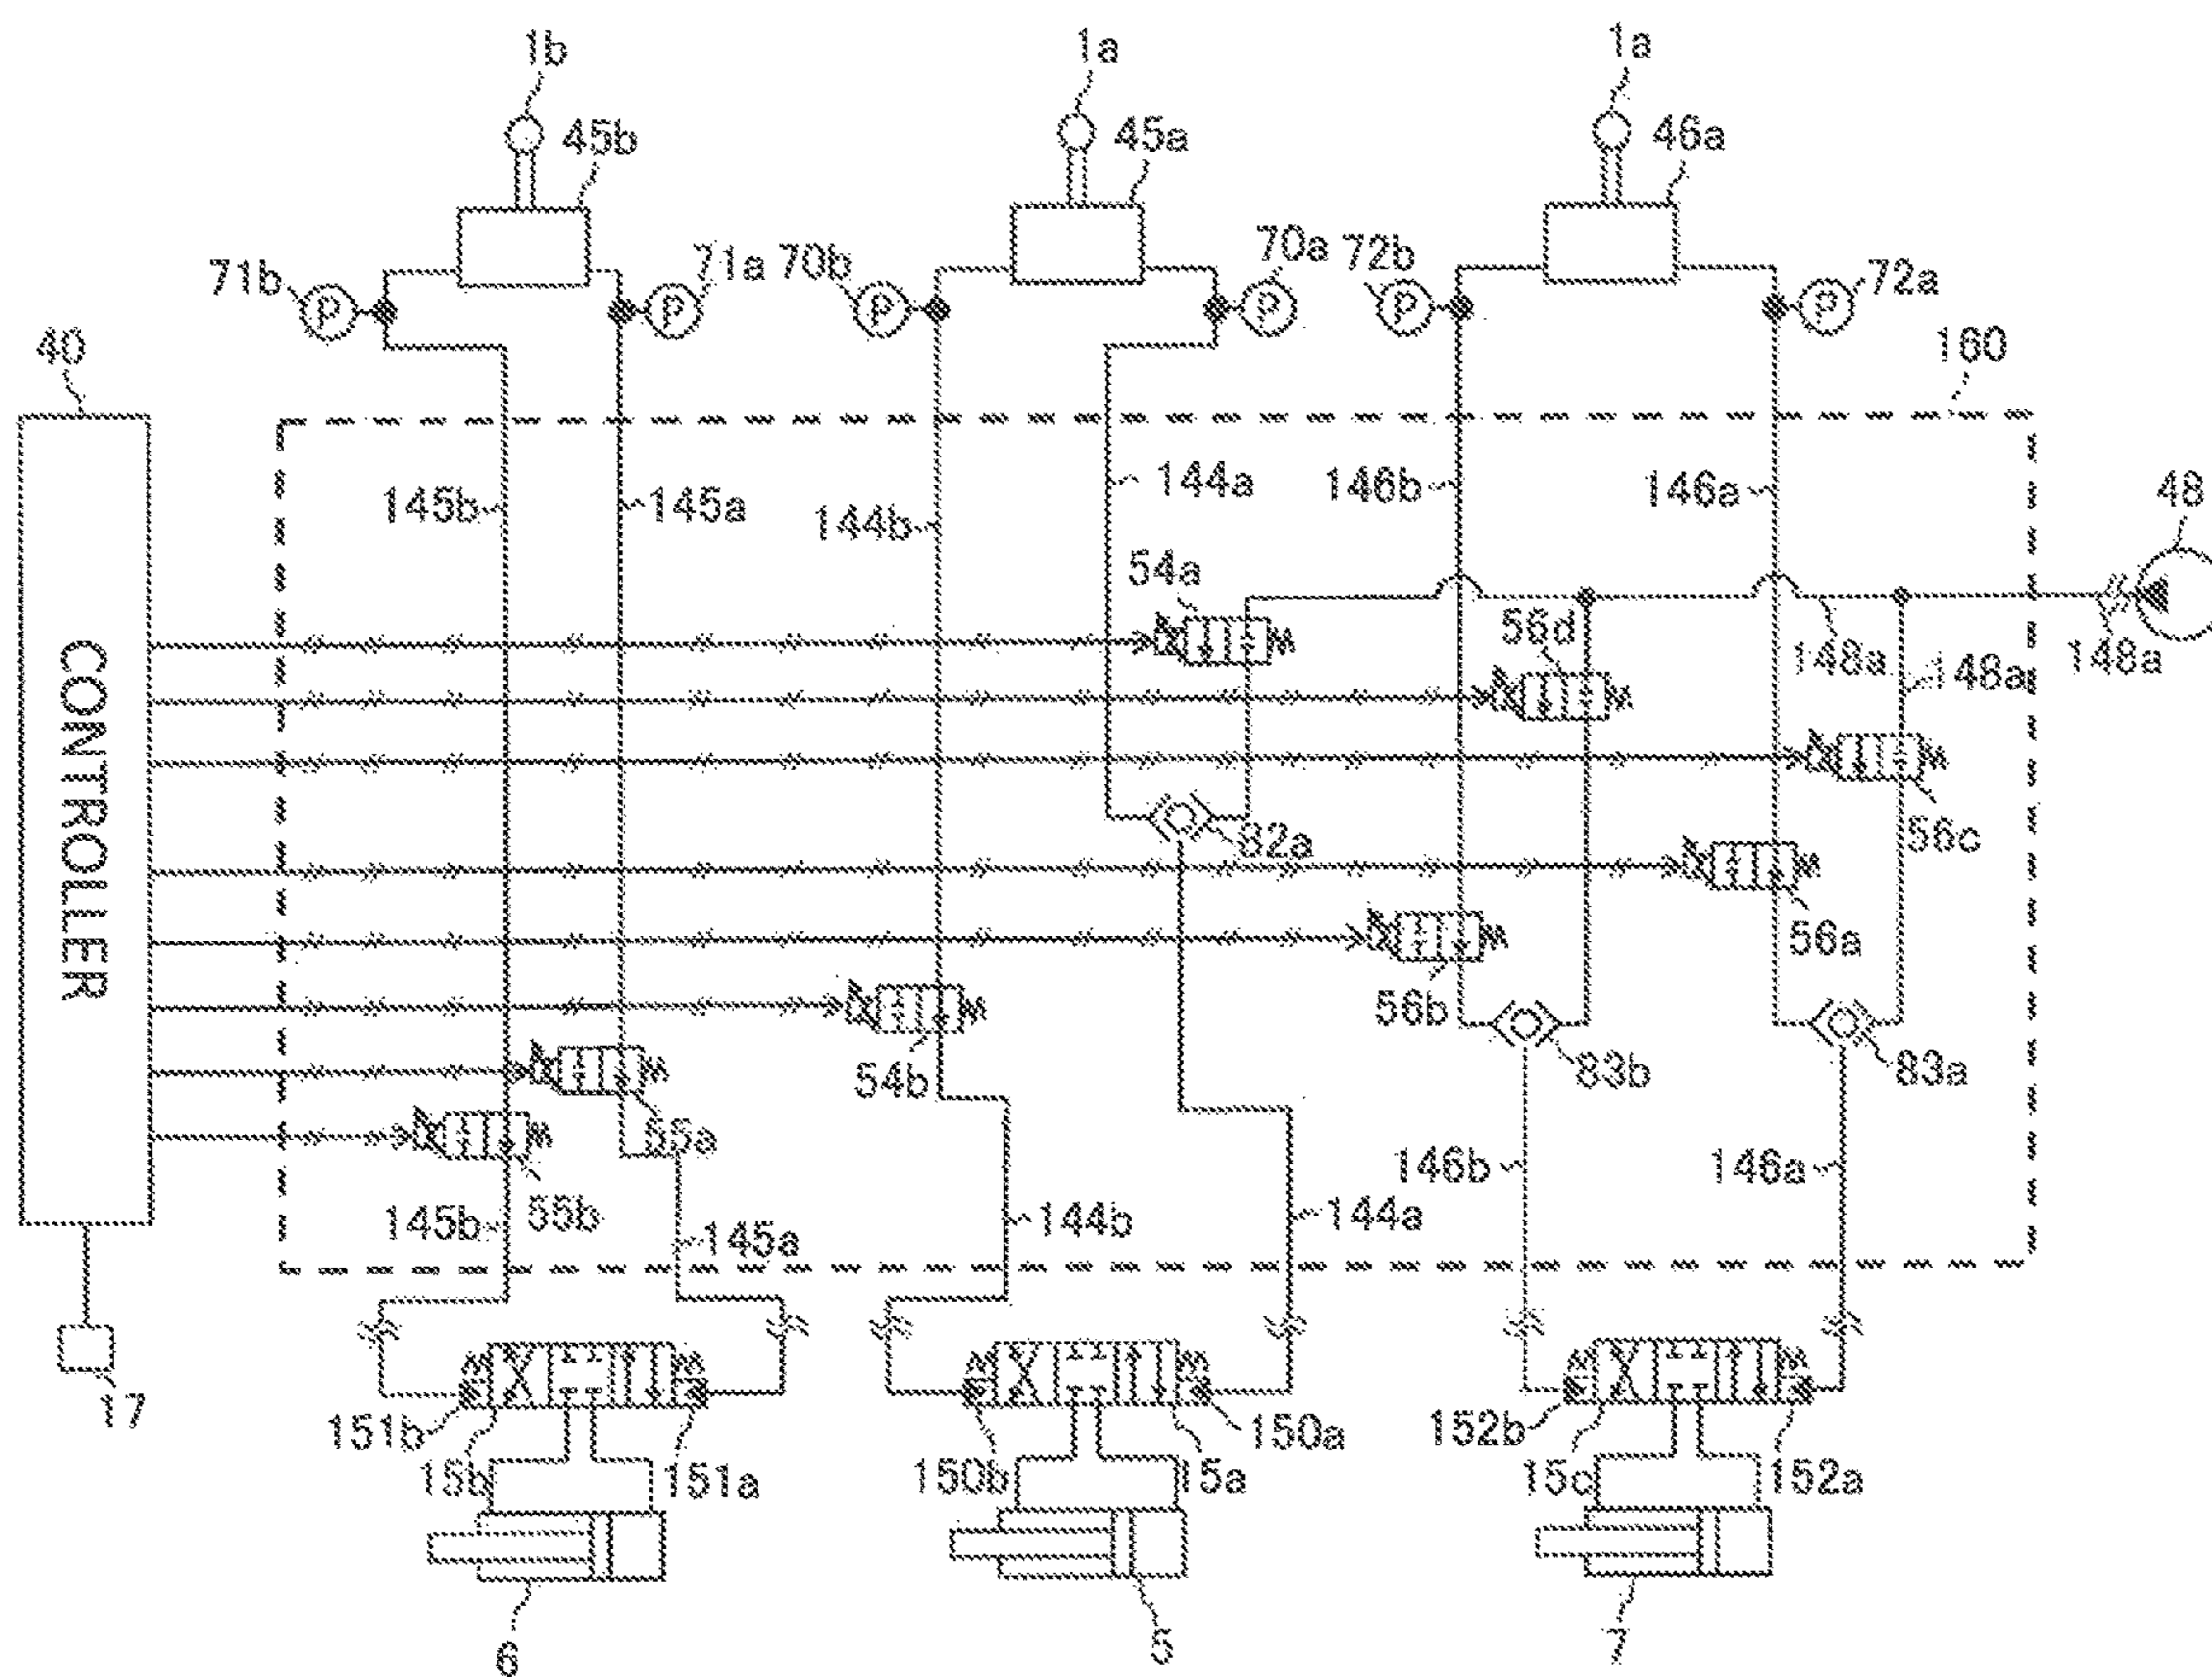 1b
1a
1a
45b
45a
46a
71b
P
P
71a
70b
P
P
70a
72b
P
P
72a
40
160
145b
145a
144b
144a
146b
146a
48
54a
56d
148a
148a
148a
CONTROLLER
82a
56c
56a
56b
54b
83b
83a
55a
55b
145b
145a
144b
144a
146b
146a
17
151b
15b
151a
150b
15a
150a
152b
15c
152a
6
5
7